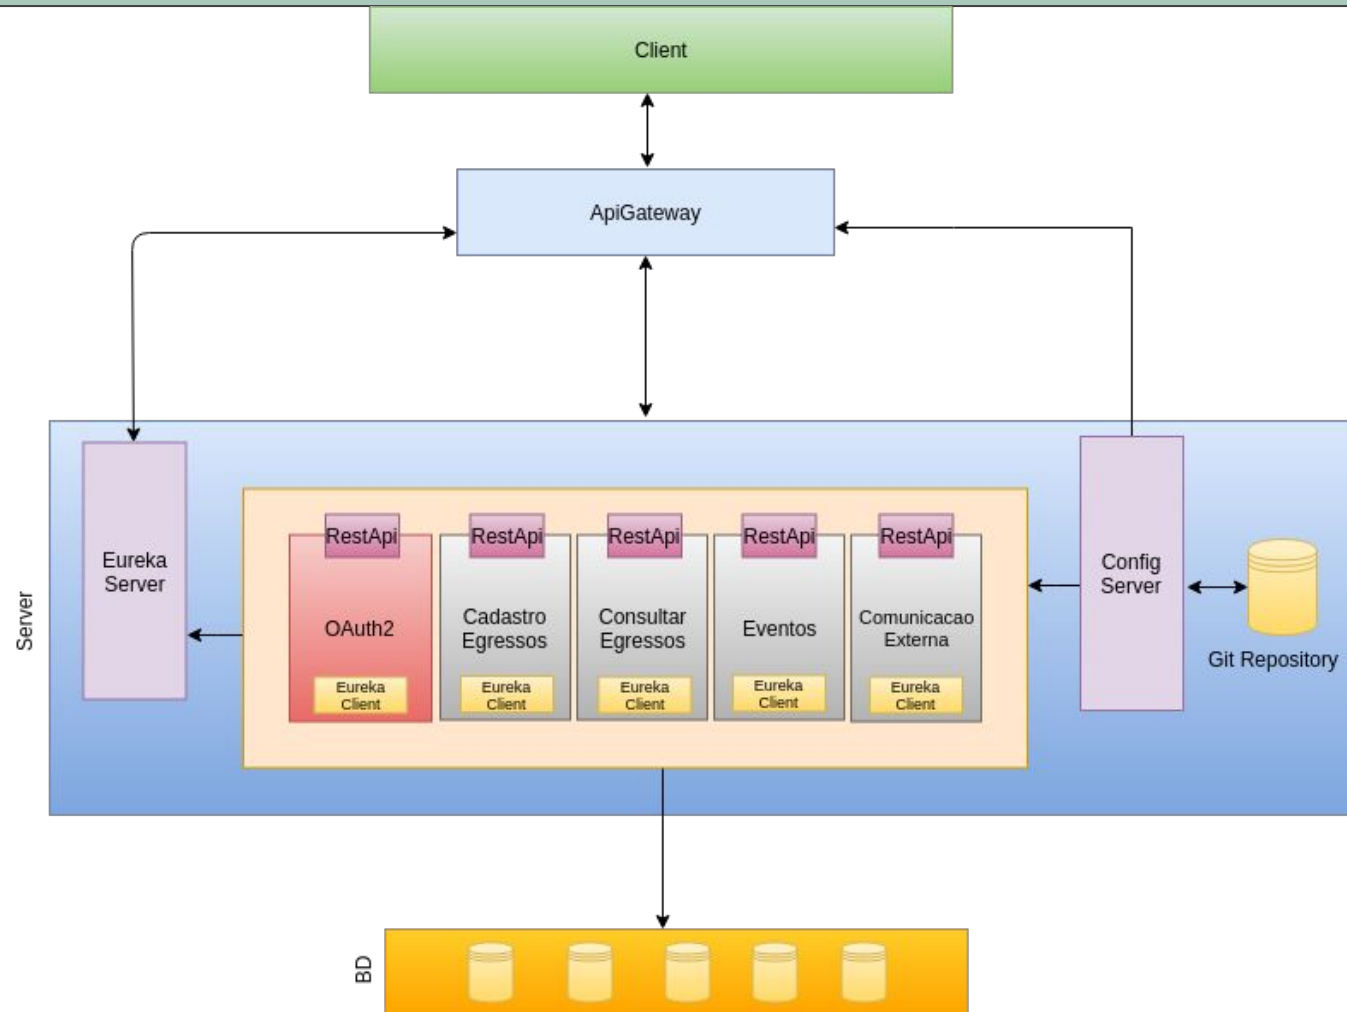 Client
ApiGateway
Server
Eureka
Server
RestApi
RestApi
RestApi
RestApi
RestApi
OAuth2
Cadastro
Egressos
Consultar
Egressos
Eventos
Comunicacao
Externa
Eureka
Client
Eureka
Client
Eureka
Client
Eureka
Client
Eureka
Client
Config
Server
Git Repository
BD